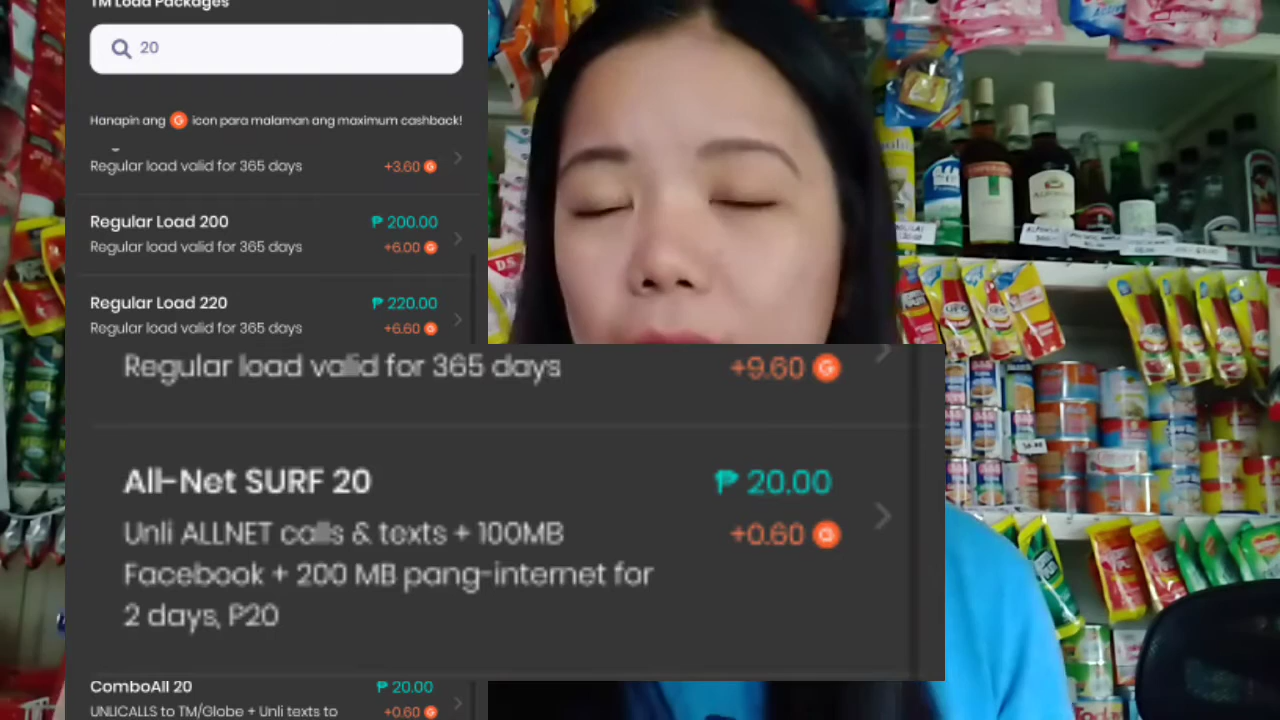 TM Load Packages
20
Hanapin ang G icon para malaman ang maximum cashback!
Regular load valid for 365 days +3.60 G
Regular Load 200 ₱ 200.00
Regular load valid for 365 days +6.00 G
Regular Load 220 ₱ 220.00
Regular load valid for 365 days +6.60 G
Regular load valid for 365 days +9.60 G
All-Net SURF 20 ₱ 20.00
Unli ALLNET calls & texts + 100MB +0.60 G
Facebook + 200 MB pang-internet for
2 days, P20
ComboAll 20 ₱ 20.00
UNLICALLS to TM/Globe + Unli texts to +0.60 G
D.S.
UFC